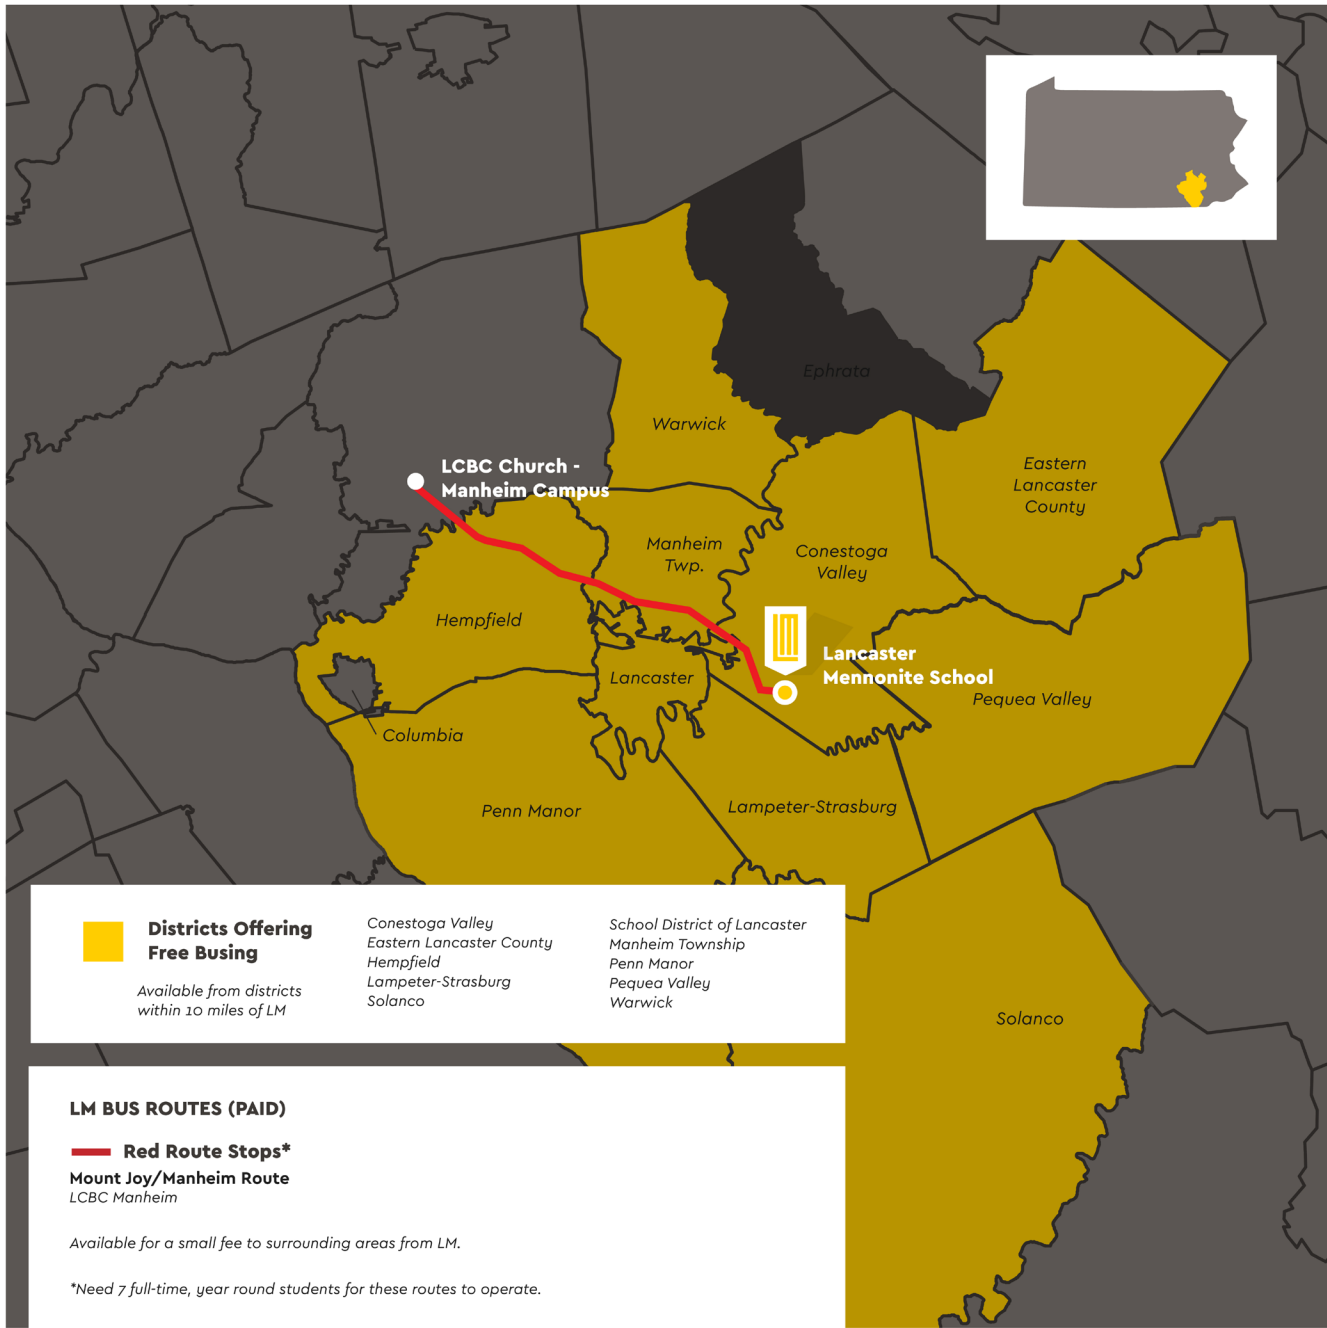 Ephrata
Warwick
LCBC Church -
Manheim Campus
Eastern
Lancaster
County
Manheim
Twp.
Conestoga
Valley
Hempfield
Lancaster
Mennonite School
Lancaster
Pequea Valley
Columbia
Penn Manor
Lampeter-Strasburg
Districts Offering
Free Busing
Available from districts
within 10 miles of LM
Conestoga Valley
Eastern Lancaster County
Hempfield
Lampeter-Strasburg
Solanco
School District of Lancaster
Manheim Township
Penn Manor
Pequea Valley
Warwick
Solanco
LM BUS ROUTES (PAID)
Red Route Stops*
Mount Joy/Manheim Route
LCBC Manheim
Available for a small fee to surrounding areas from LM.
*Need 7 full-time, year round students for these routes to operate.